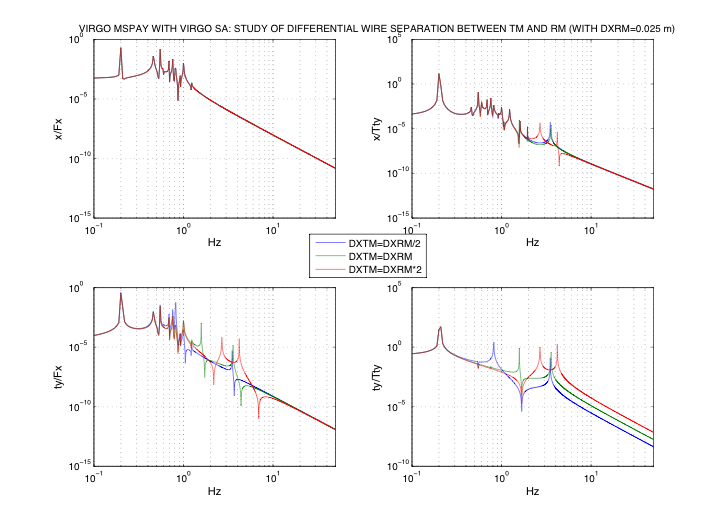 VIRGO MSPAY WITH VIRGO SA: STUDY OF DIFFERENTIAL WIRE SEPARATION BETWEEN TM AND RM (WITH DXRM=0.025 m)
10^0
10^-5
10^-10
10^-15
x/Fx
10^-1 10^0 10^1
Hz
10^5
10^0
10^-5
10^-10
10^-15
x/Tty
10^-1 10^0 10^1
Hz
DXTM=DXRM/2
DXTM=DXRM
DXTM=DXRM*2
10^0
10^-5
10^-10
10^-15
ty/Fx
10^-1 10^0 10^1
Hz
10^5
10^0
10^-5
10^-10
ty/Tty
10^-1 10^0 10^1
Hz